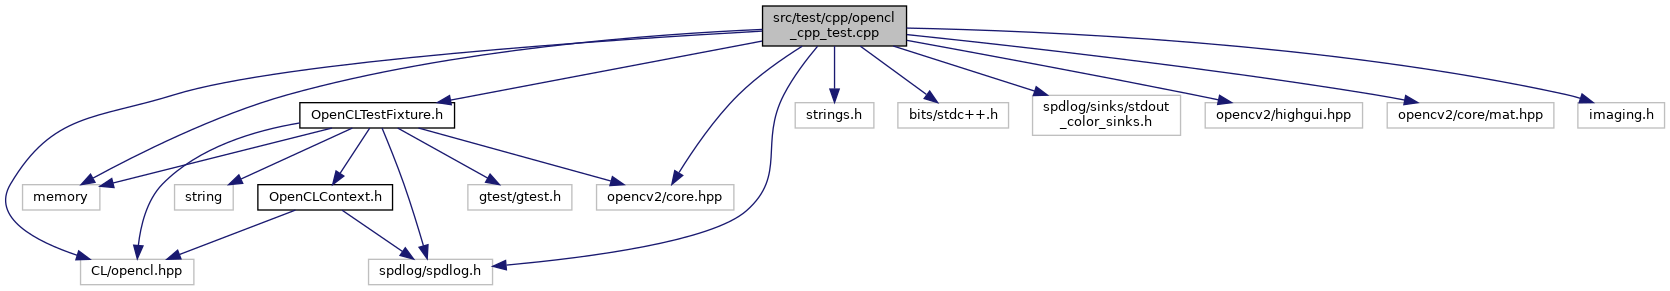 src/test/cpp/opencl
_cpp_test.cpp
OpenCLTestFixture.h
strings.h
bits/stdc++.h
spdlog/sinks/stdout
_color_sinks.h
opencv2/highgui.hpp
opencv2/core/mat.hpp
imaging.h
memory
string
OpenCLContext.h
gtest/gtest.h
opencv2/core.hpp
CL/opencl.hpp
spdlog/spdlog.h